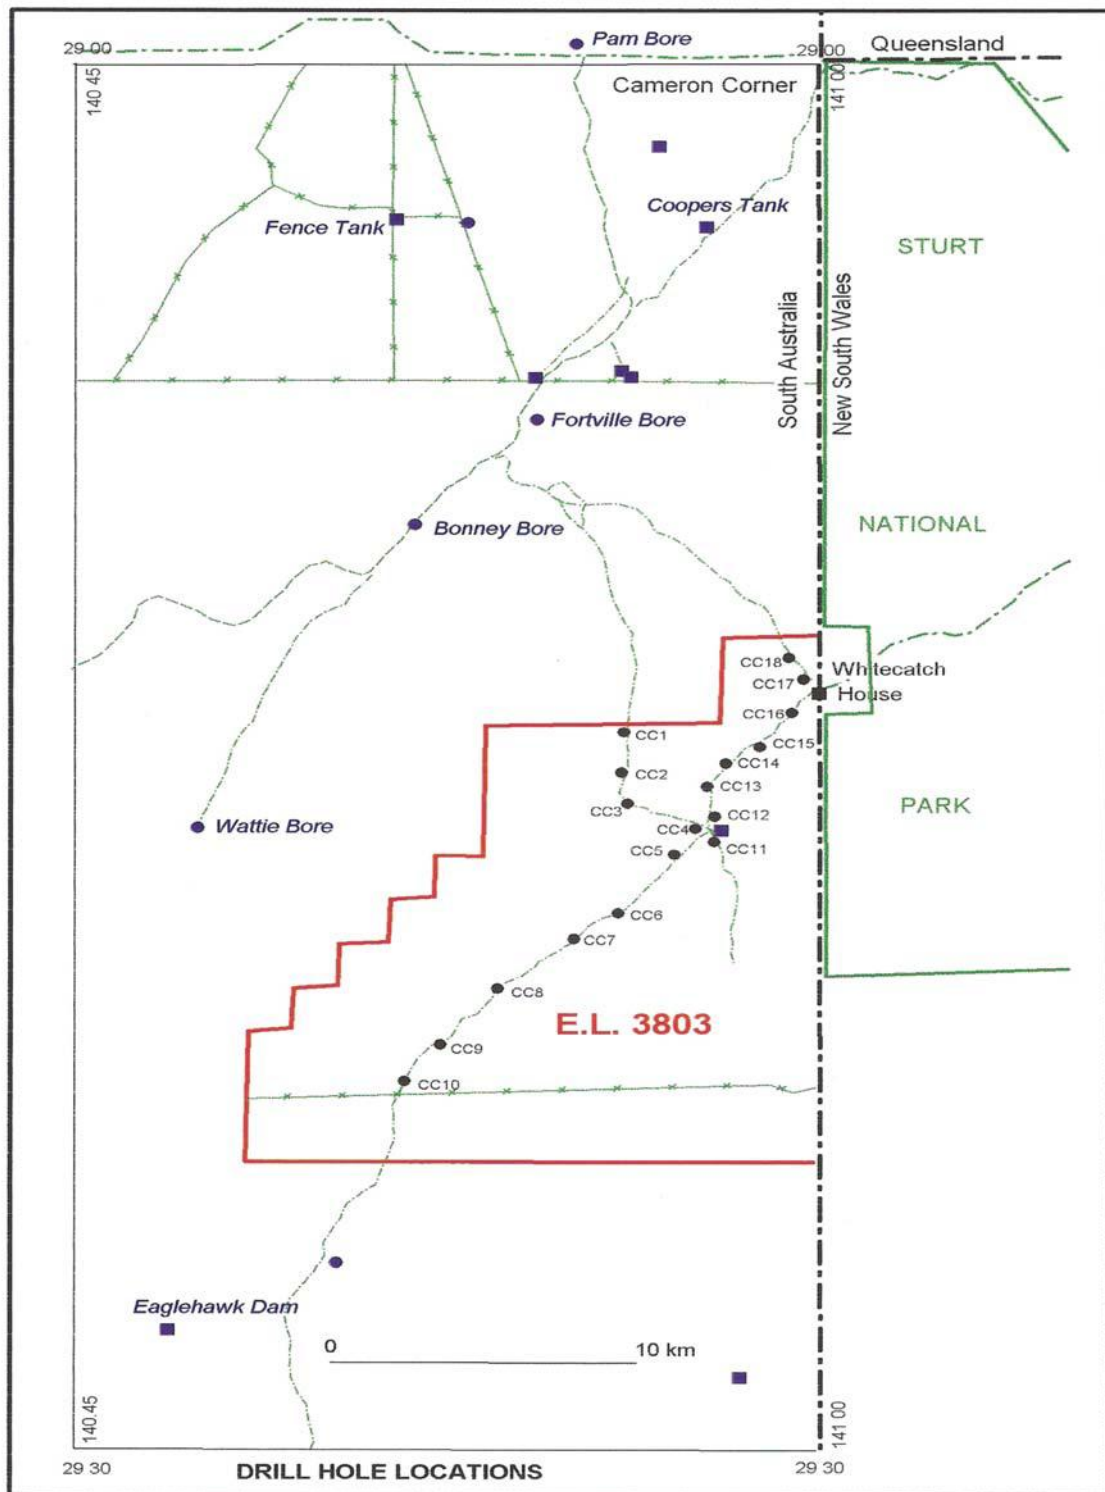 Pam Bore
29 00
29 00
Queensland
140 45
Cameron Corner
141 00
Coopers Tank
Fence Tank
STURT
South Australia
New South Wales
Fortville Bore
Bonney Bore
NATIONAL
CC18
Whitecatch
House
CC17
CC16
CC1
CC15
CC14
CC2
CC13
CC3
PARK
CC12
Wattie Bore
CC4
CC11
CC5
CC6
CC7
CC8
E.L. 3803
CC9
CC10
Eaglehawk Dam
0
10 km
140.45
141 00
29 30
DRILL HOLE LOCATIONS
29 30